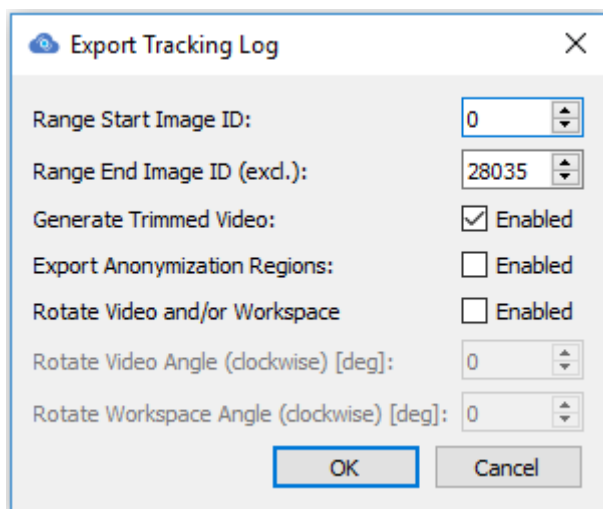 Export Tracking Log
Range Start Image ID: 0
Range End Image ID (excl.): 28035
Generate Trimmed Video: Enabled
Export Anonymization Regions: Enabled
Rotate Video and/or Workspace Enabled
Rotate Video Angle (clockwise) [deg]: 0
Rotate Workspace Angle (clockwise) [deg]: 0
OK Cancel